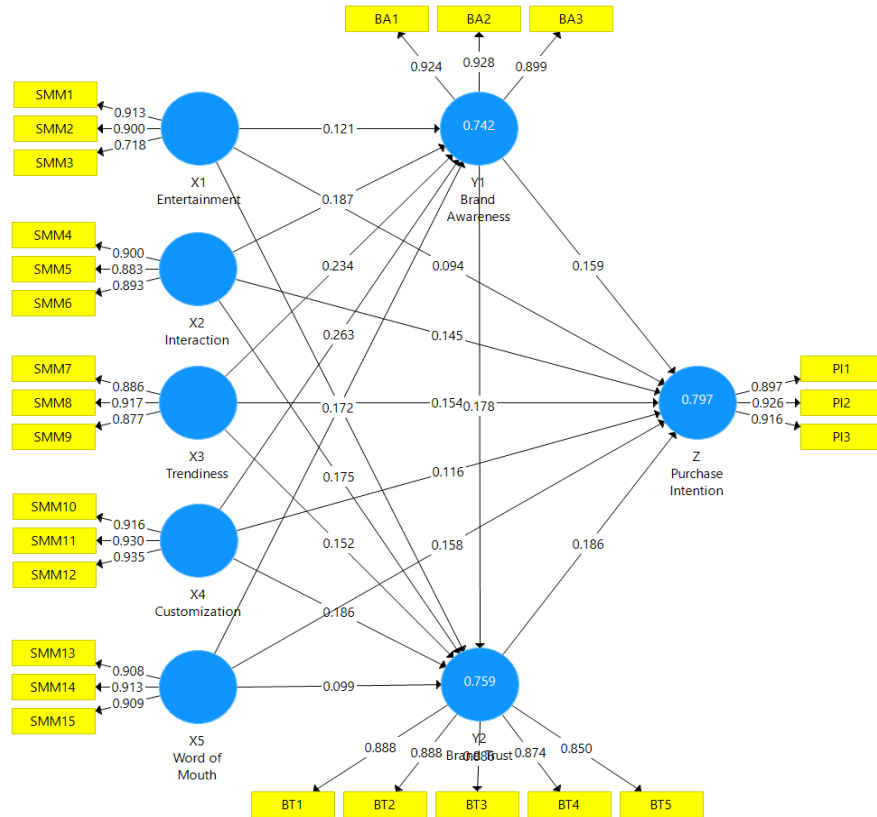 BA1
BA2
BA3
0.924
0.928
0.899
SMM1
SMM2
SMM3
0.913
0.900
0.718
X1
Entertainment
0.121
0.742
Y1
Brand
Awareness
0.187
SMM4
SMM5
SMM6
0.900
0.883
0.893
X2
Interaction
0.234
0.094
0.159
0.263
0.145
SMM7
SMM8
SMM9
0.886
0.917
0.877
X3
Trendiness
0.172
0.154
0.178
0.797
Z
Purchase
Intention
0.897
0.926
0.916
PI1
PI2
PI3
0.175
0.116
SMM10
SMM11
SMM12
0.916
0.930
0.935
X4
Customization
0.152
0.158
0.186
0.186
SMM13
SMM14
SMM15
0.908
0.913
0.909
X5
Word of
Mouth
0.099
0.759
Y2
Brand Trust
0.888
0.888
0.886
0.874
0.850
BT1
BT2
BT3
BT4
BT5